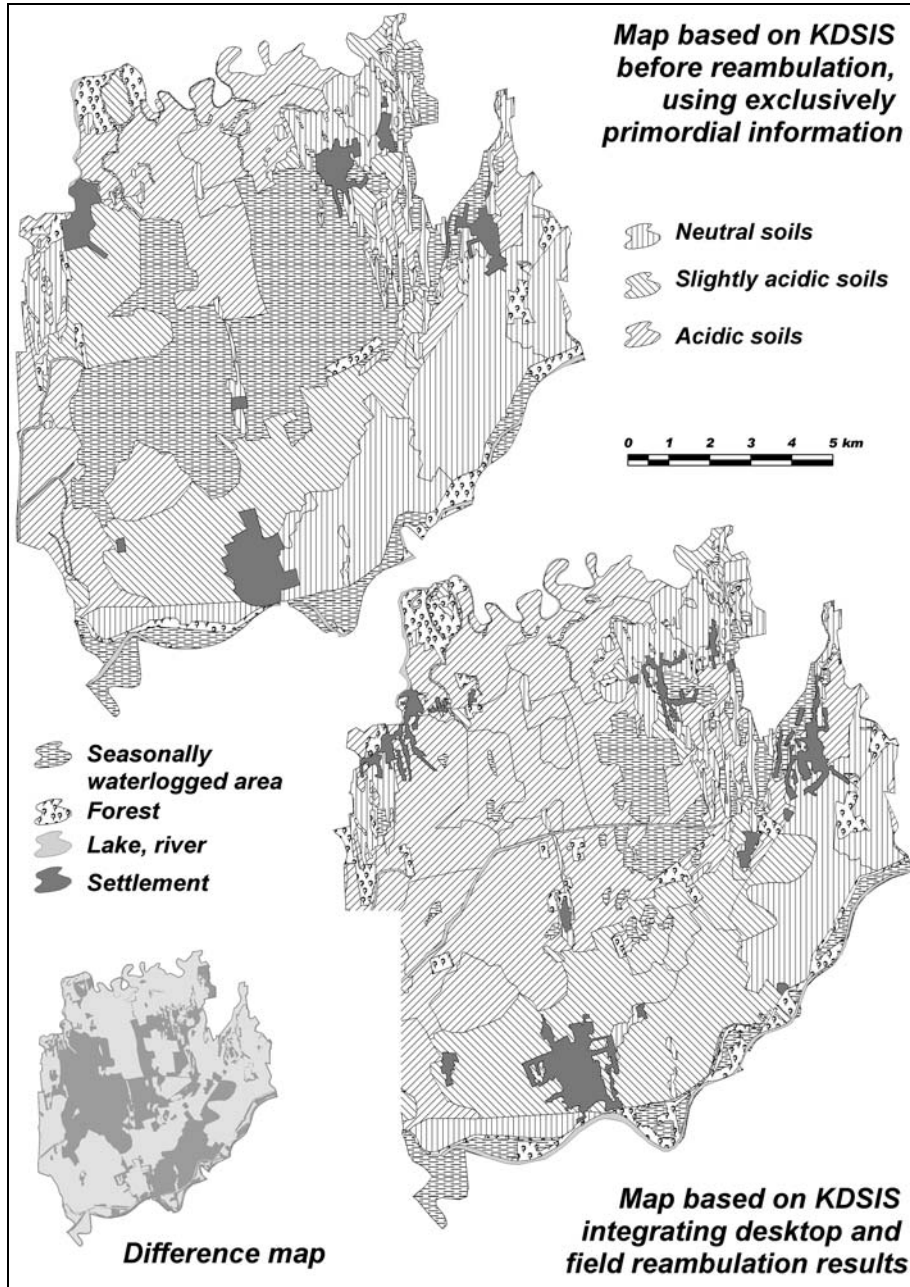 Map based on KDSIS
before reambulation,
using exclusively
primordial information
Neutral soils
Slightly acidic soils
Acidic soils
0 1 2 3 4 5 km
Seasonally
waterlogged area
Forest
Lake, river
Settlement
Difference map
Map based on KDSIS
integrating desktop and
field reambulation results